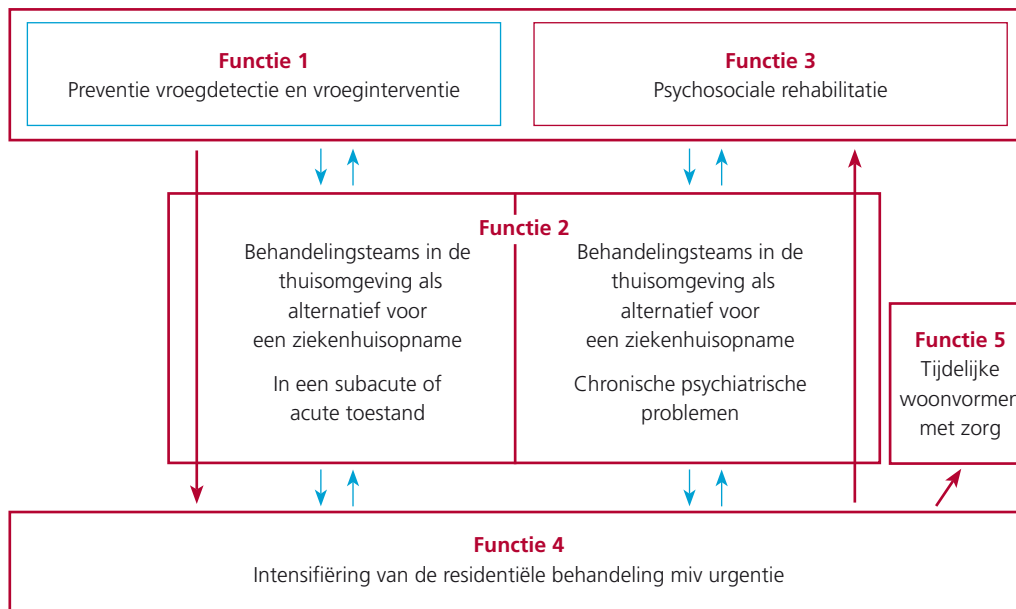 Functie 1
Preventie vroegdetectie en vroeginterventie
Functie 3
Psychosociale rehabilitatie
Functie 2
Behandelingsteams in de
thuisomgeving als
alternatief voor
een ziekenhuisopname
In een subacute of
acute toestand
Behandelingsteams in de
thuisomgeving als
alternatief voor
een ziekenhuisopname
Chronische psychiatrische
problemen
Functie 5
Tijdelijke
woonvormen
met zorg
Functie 4
Intensifiëring van de residentiële behandeling miv urgentie